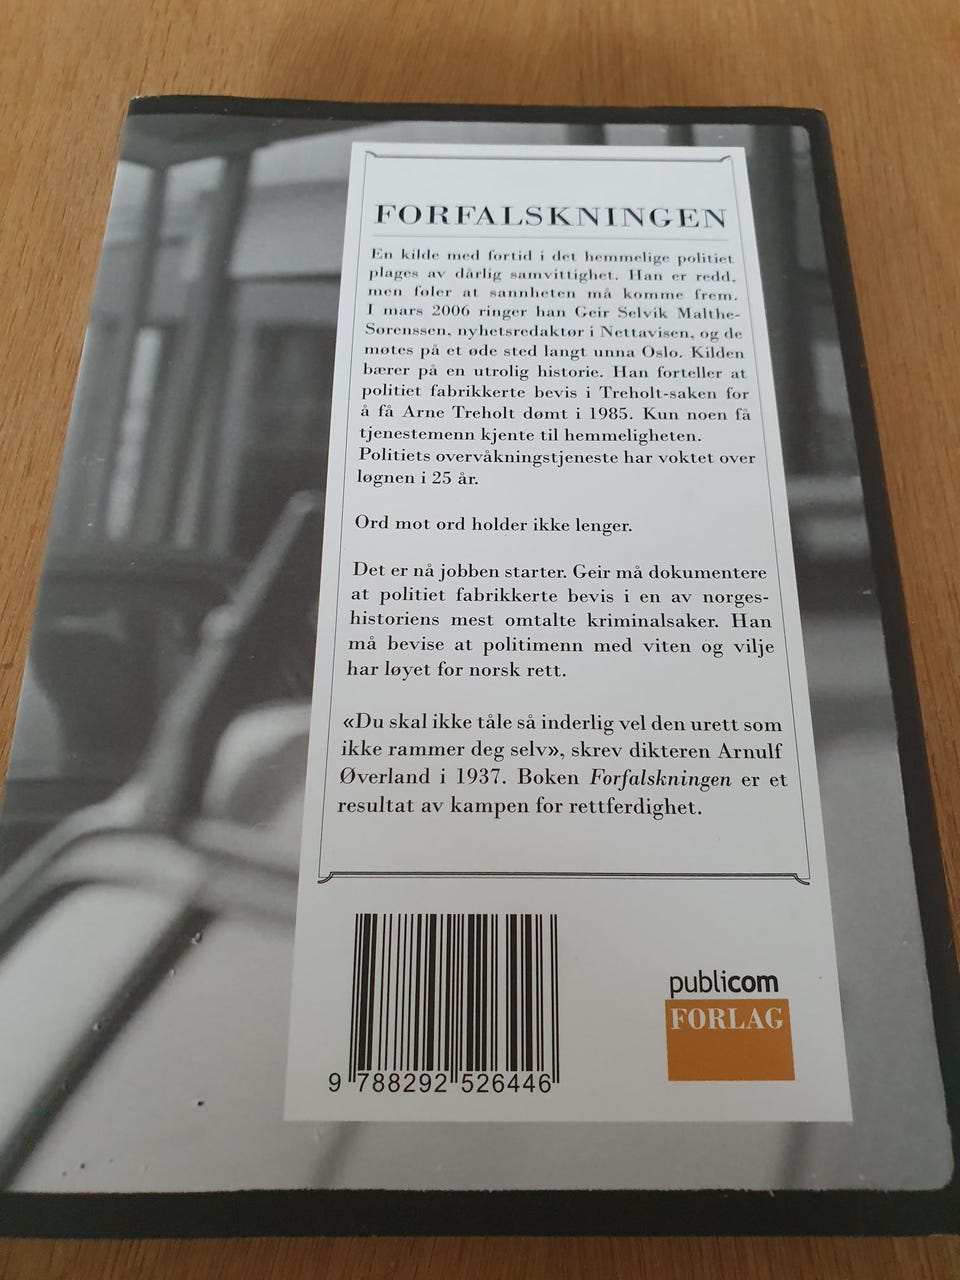 FORFALSKNINGEN
En kilde med fortid i det hemmelige politiet
plages av dårlig samvittighet. Han er redd,
men føler at sannheten må komme frem.
I mars 2006 ringer han Geir Selvik Malthe-
Sørenssen, nyhetsredaktør i Nettavisen, og de
møtes på et øde sted langt unna Oslo. Kilden
bærer på en utrolig historie. Han forteller at
politiet fabrikkerte bevis i Treholt-saken for
å få Arne Treholt dømt i 1985. Kun noen få
tjenestemenn kjente til hemmeligheten.
Politiets overvåkningstjeneste har voktet over
løgnen i 25 år.
Ord mot ord holder ikke lenger.
Det er nå jobben starter. Geir må dokumentere
at politiet fabrikkerte bevis i en av norges-
historiens mest omtalte kriminalsaker. Han
må bevise at politimenn med viten og vilje
har løyet for norsk rett.
«Du skal ikke tåle så inderlig vel den urett som
ikke rammer deg selv», skrev dikteren Arnulf
Øverland i 1937. Boken Forfalskningen er et
resultat av kampen for rettferdighet.
publicom
FORLAG
9 788292 526446